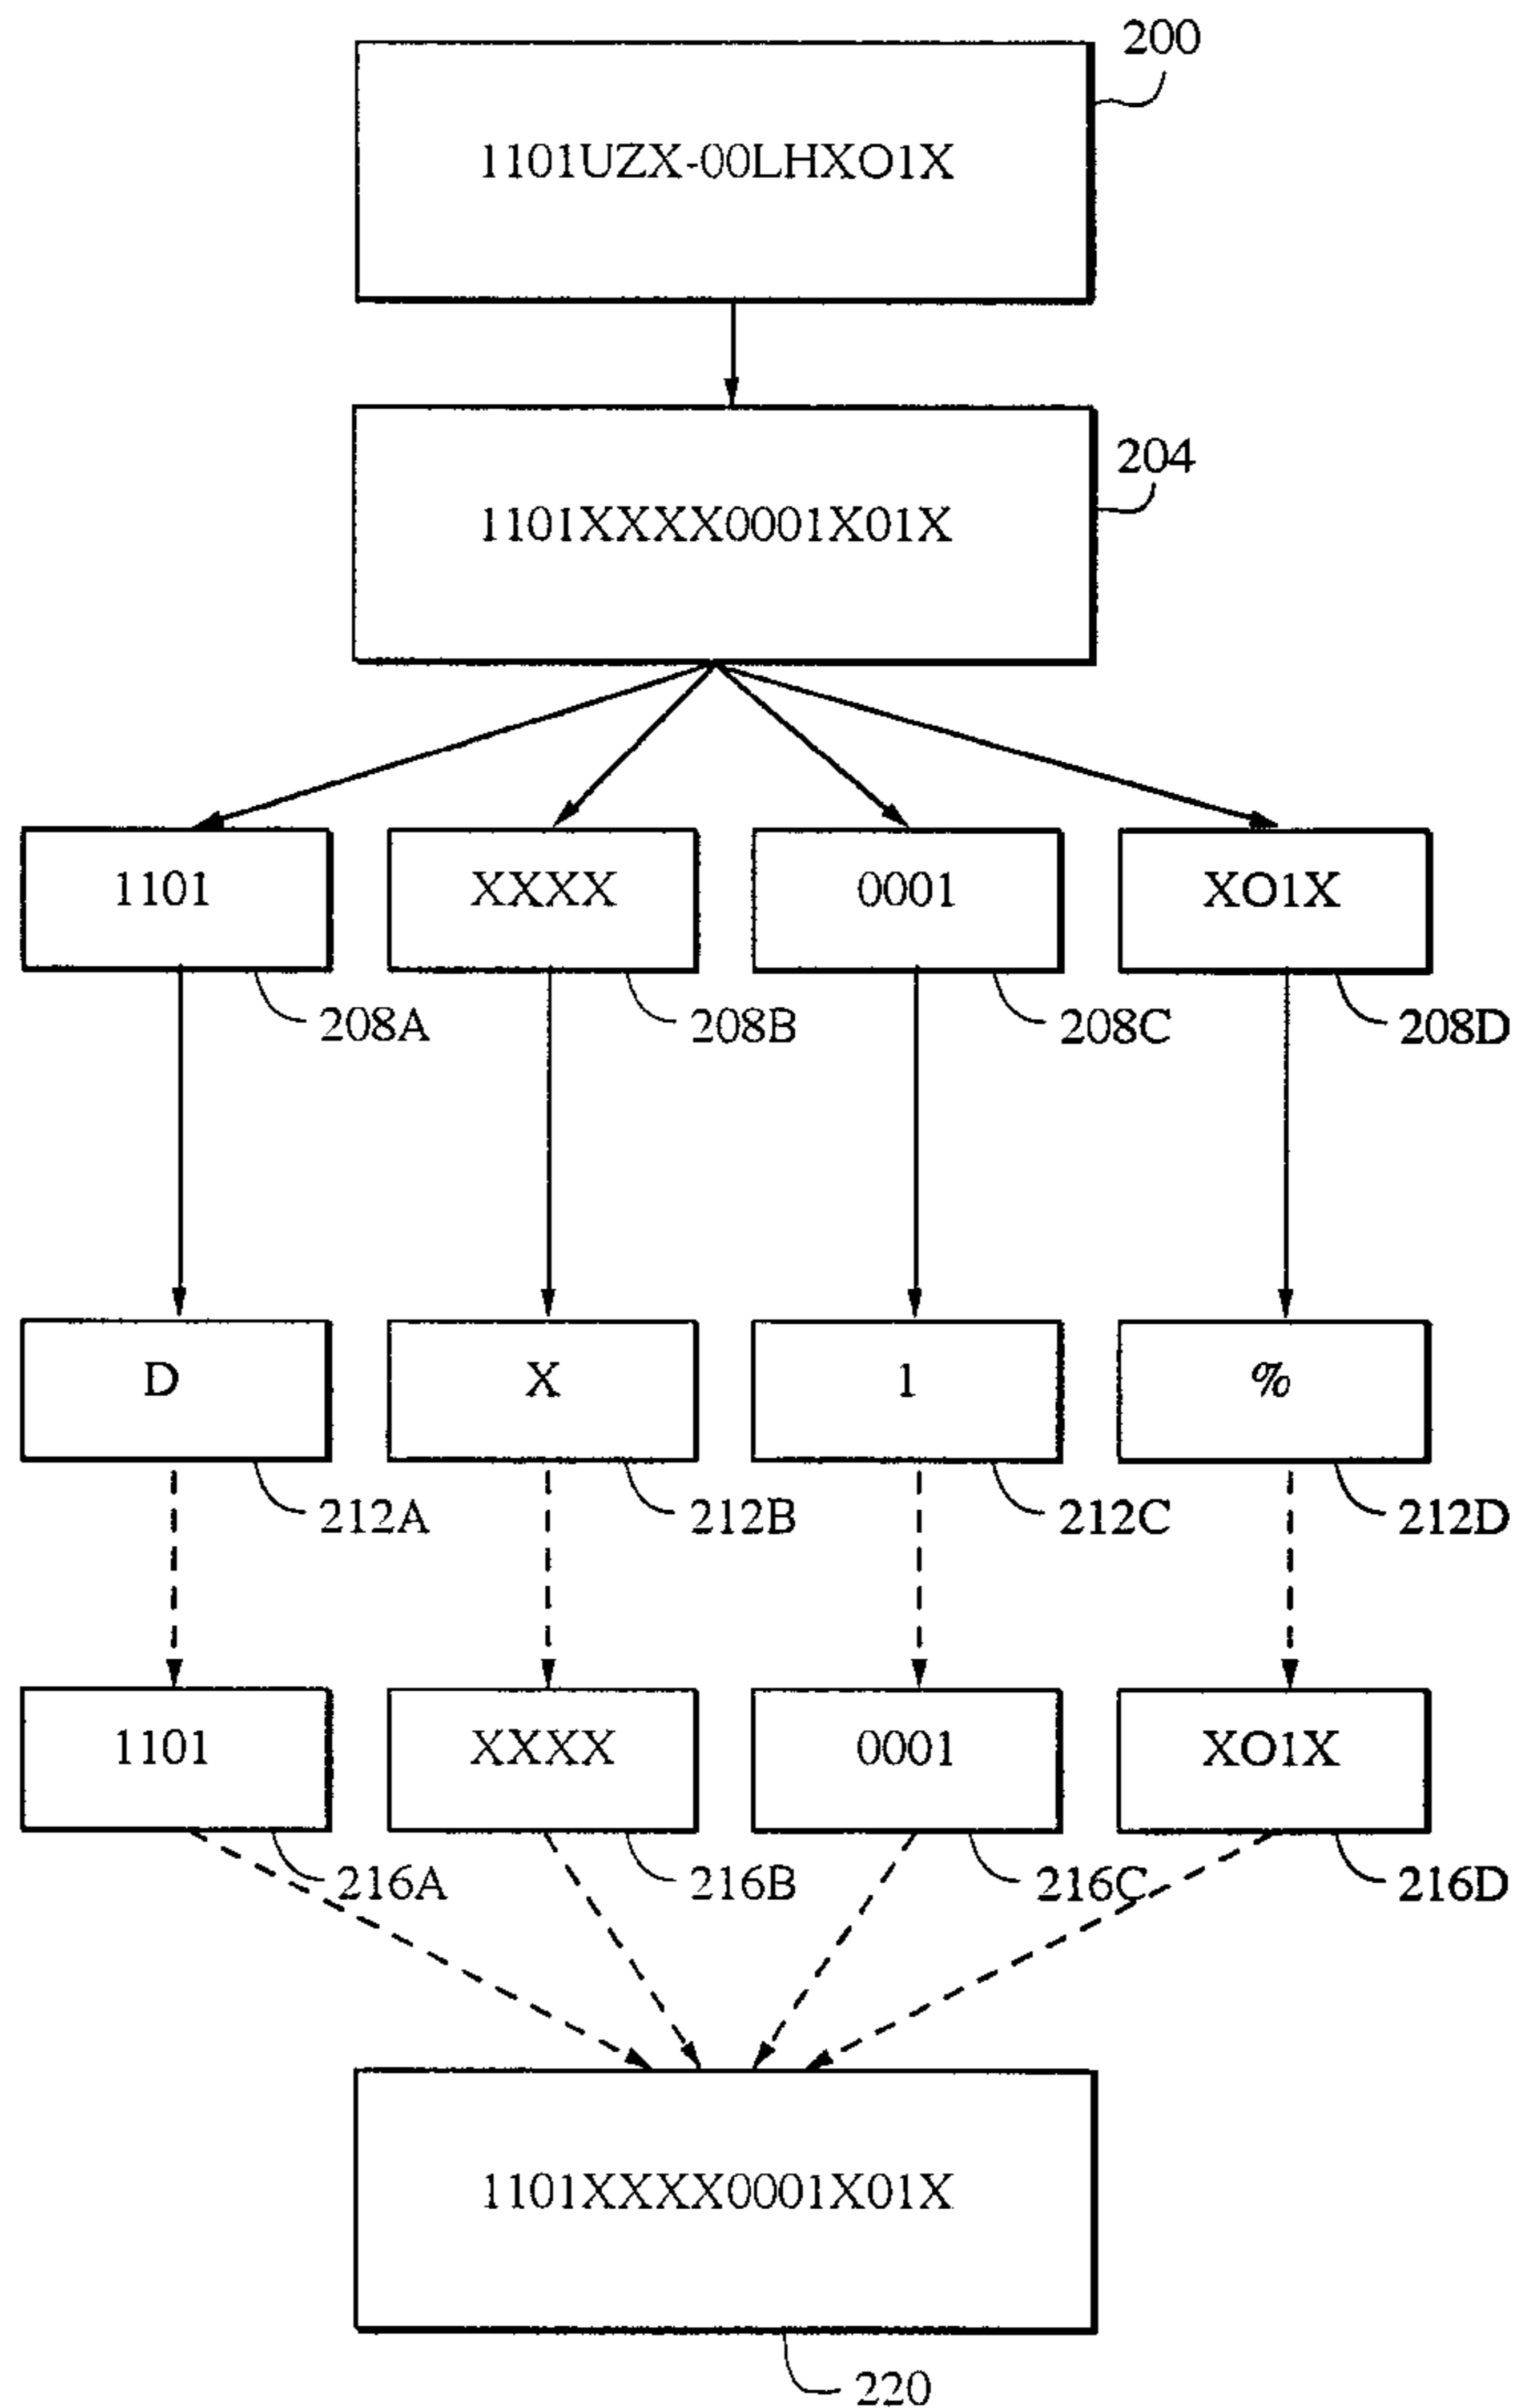 200
1101UZX-00LHXO1X
204
1101XXXX0001X01X
1101
XXXX
0001
XO1X
208A
208B
208C
208D
D
X
1
%
212A
212B
212C
212D
1101
XXXX
0001
XO1X
216A
216B
216C
216D
1101XXXX0001X01X
220